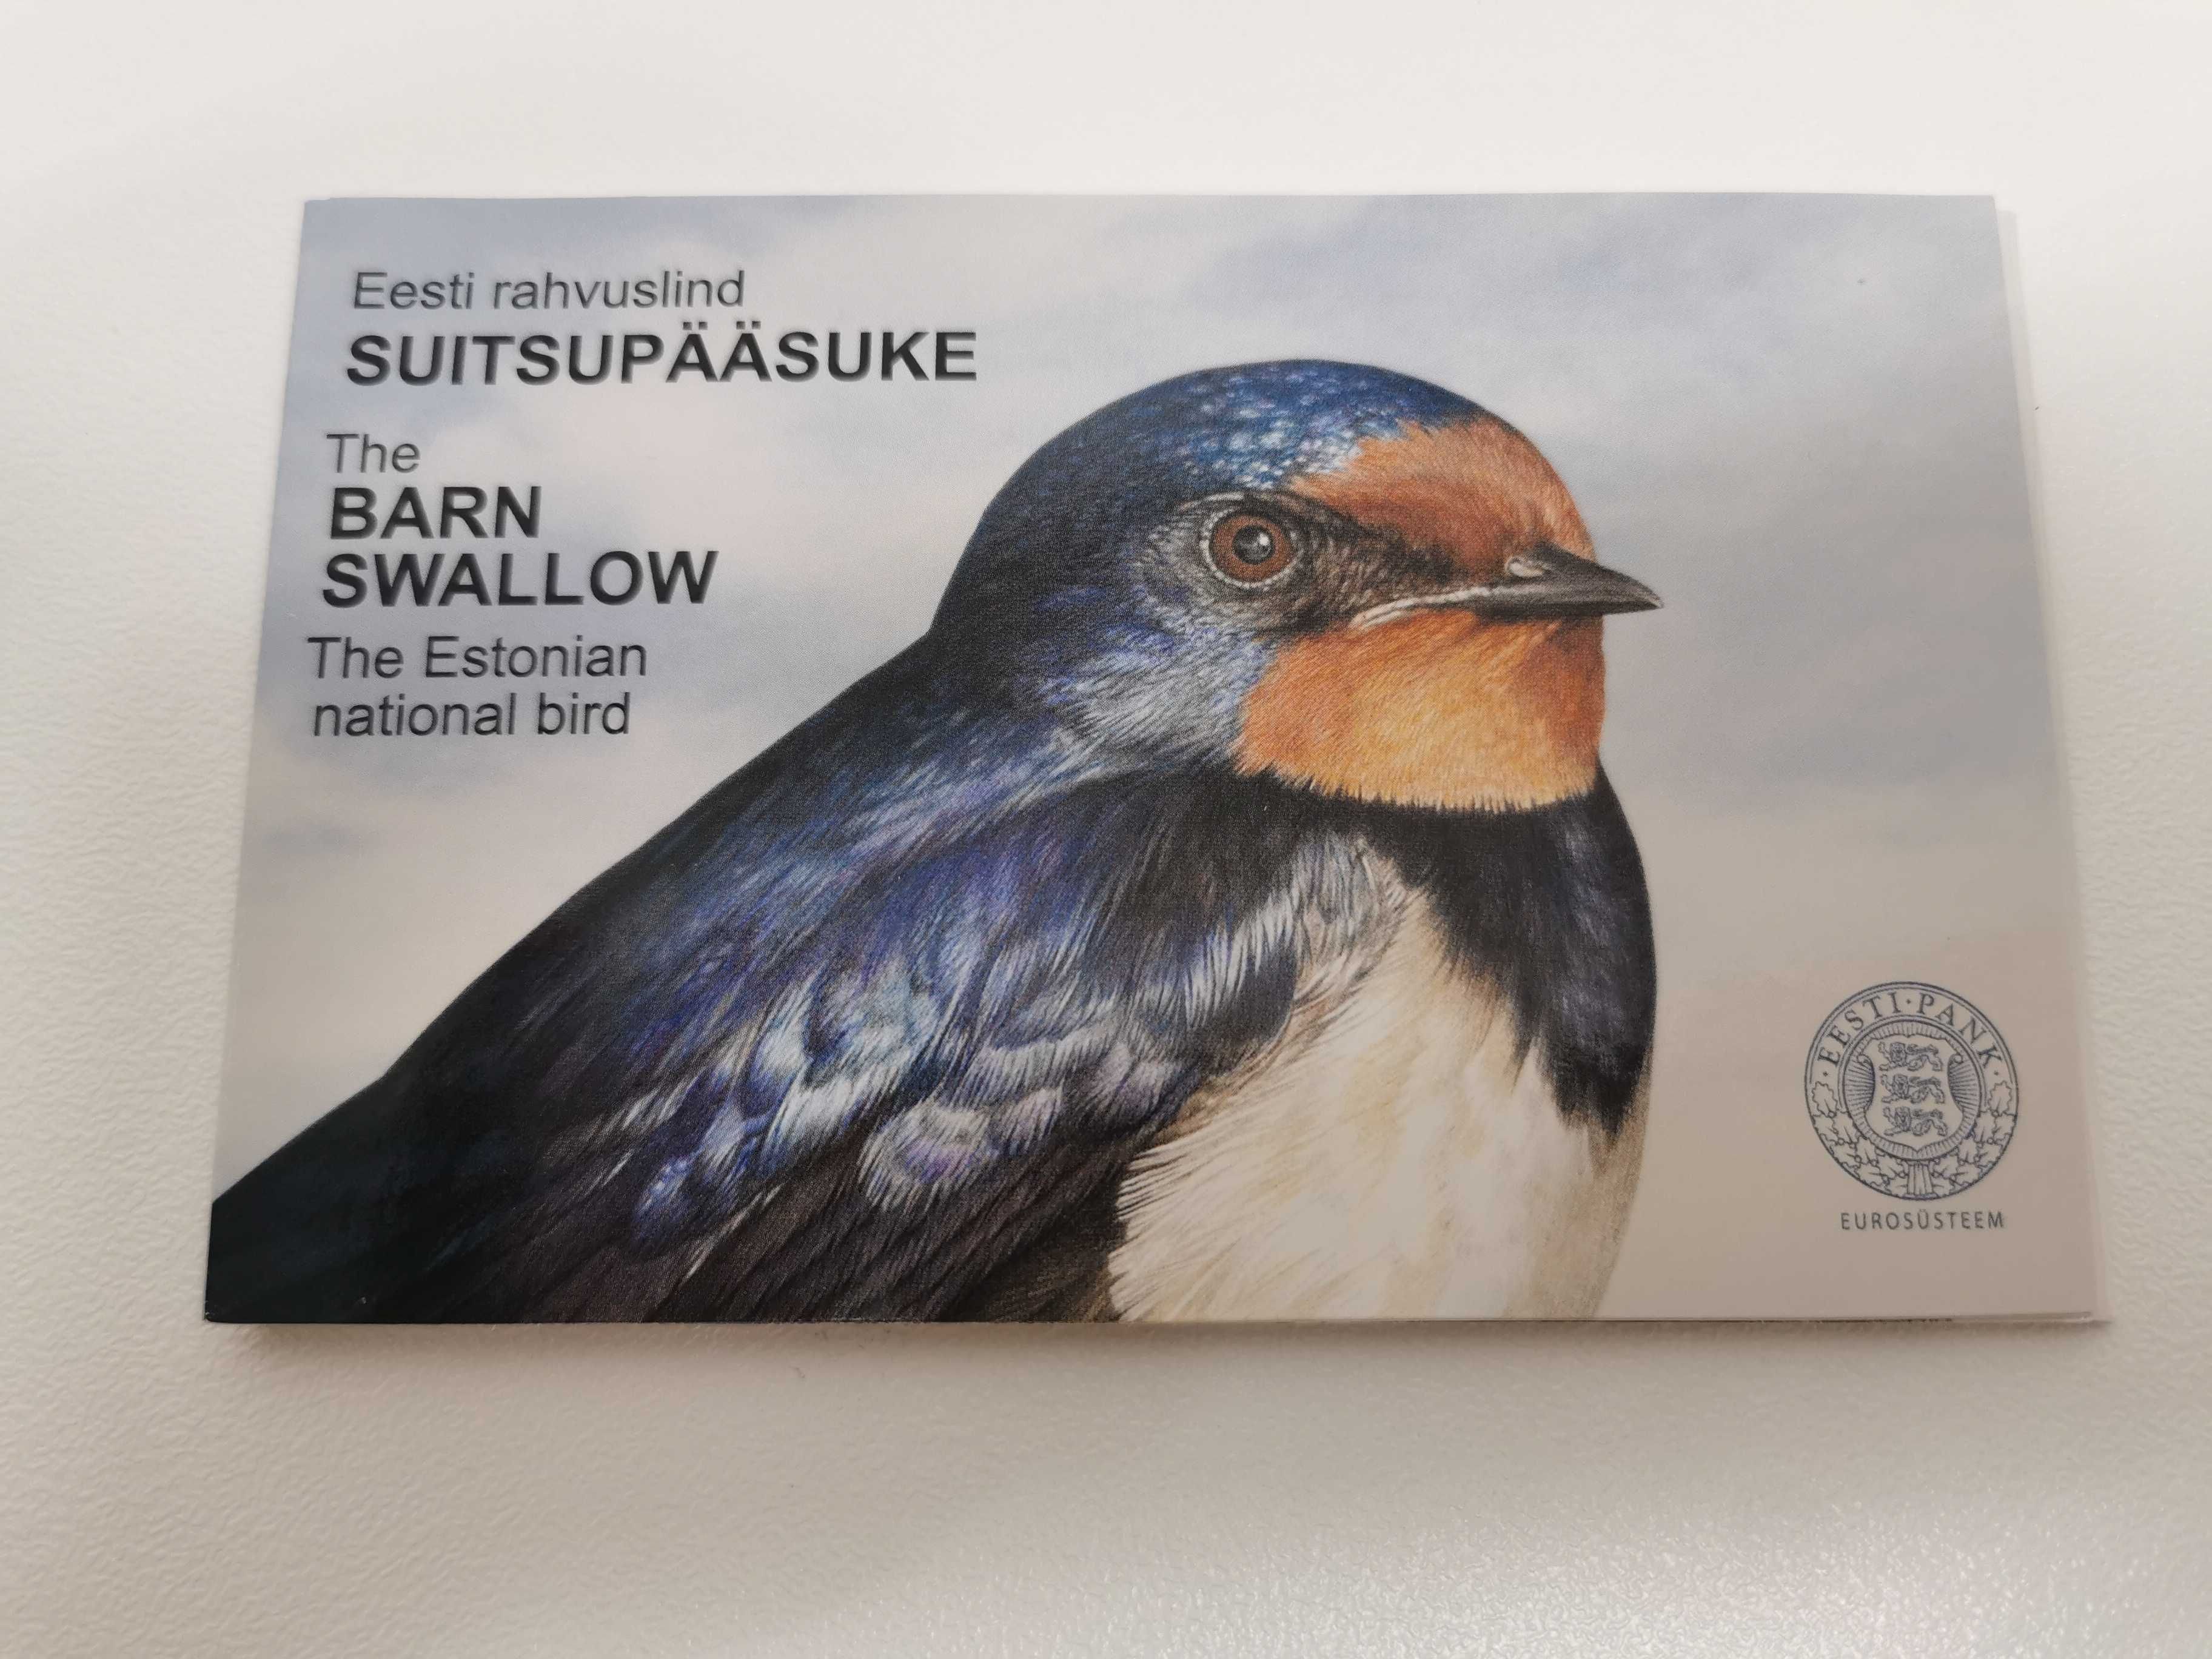 Eesti rahvuslind
SUITSUPÄÄSUKE
The
BARN
SWALLOW
The Estonian
national bird
· EESTI · PANK ·
EUROSÜSTEEM